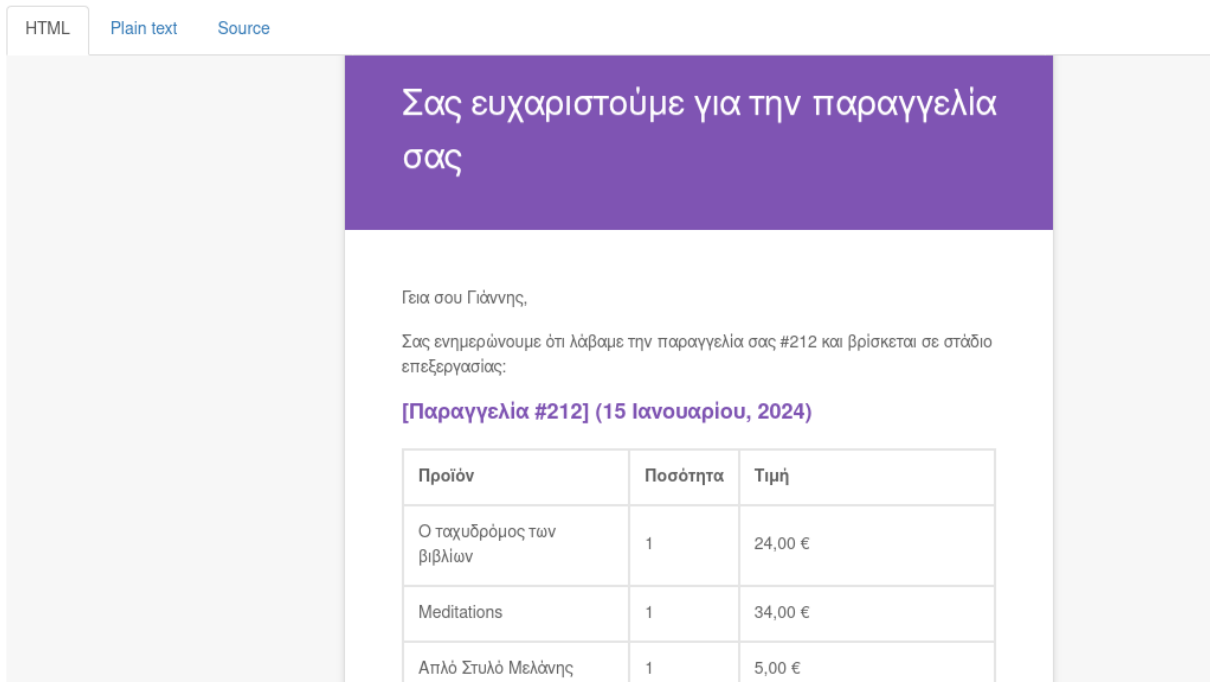 HTML Plain text Source
Σας ευχαριστούμε για την παραγγελία
σας
Γεια σου Γιάννης,
Σας ενημερώνουμε ότι λάβαμε την παραγγελία σας #212 και βρίσκεται σε στάδιο
επεξεργασίας:
[Παραγγελία #212] (15 Ιανουαρίου, 2024)
Προϊόν Ποσότητα Τιμή
Ο ταχυδρόμος των
βιβλίων 1 24,00 €
Meditations 1 34,00 €
Απλό Στυλό Μελάνης 1 5,00 €